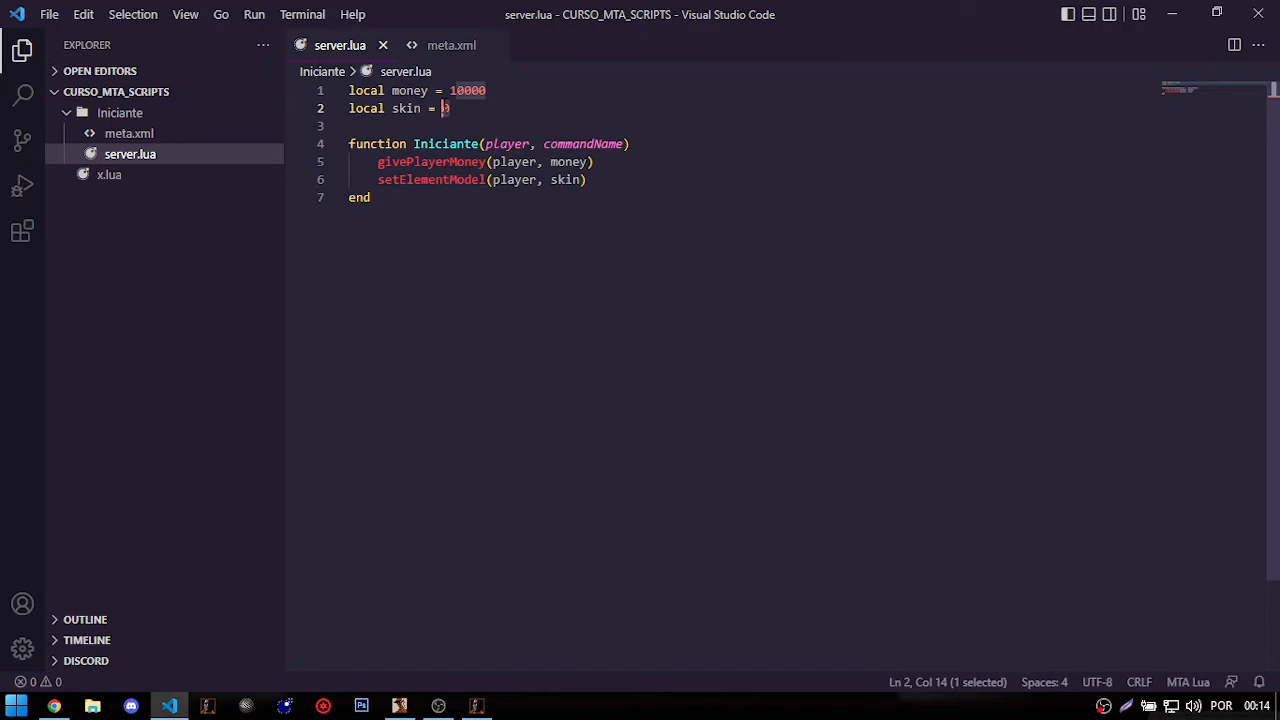 File Edit Selection View Go Run Terminal Help
server.lua - CURSO_MTA_SCRIPTS - Visual Studio Code
EXPLORER
OPEN EDITORS
CURSO_MTA_SCRIPTS
Iniciante
meta.xml
server.lua
x.lua
OUTLINE
TIMELINE
DISCORD
server.lua meta.xml
Iniciante > server.lua
1 local money = 10000
2 local skin = 0
3
4 function Iniciante(player, commandName)
5 givePlayerMoney(player, money)
6 setElementModel(player, skin)
7 end
0 0 Ln 2, Col 14 (1 selected) Spaces: 4 UTF-8 CRLF MTA Lua
POR 00:14